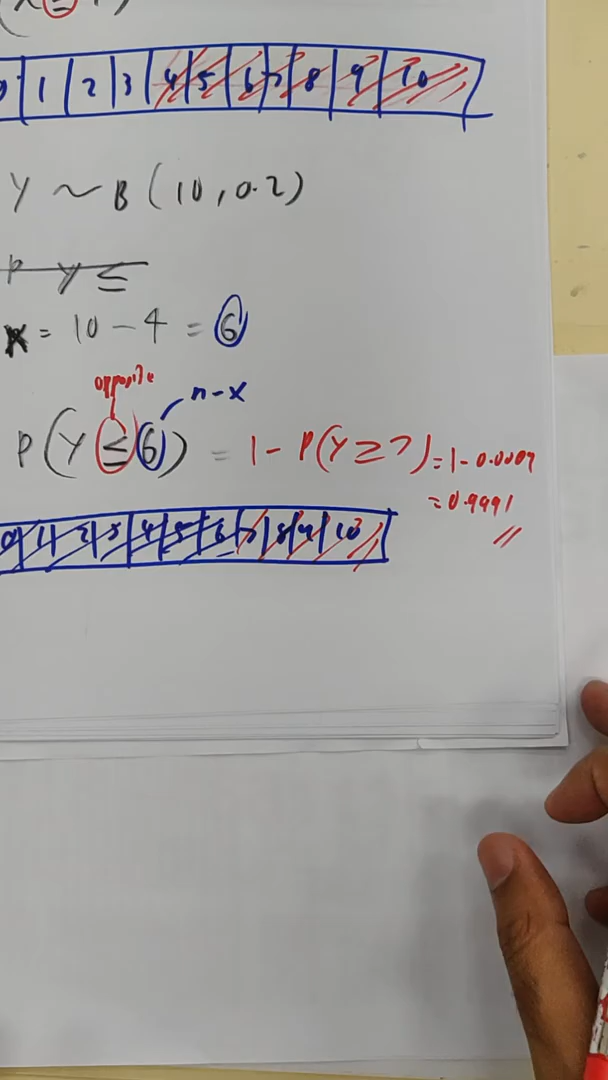 0 1 2 3 4 5 6 7 8 9 10
Y ~ B (10, 0.2)
P Y ≤
x = 10 - 4 = 6
opposite
n-x
P(Y ≤ 6) = 1 - P(Y ≥ 7) = 1 - 0.0009
= 0.9991
0 1 2 3 4 5 6 7 8 9 10